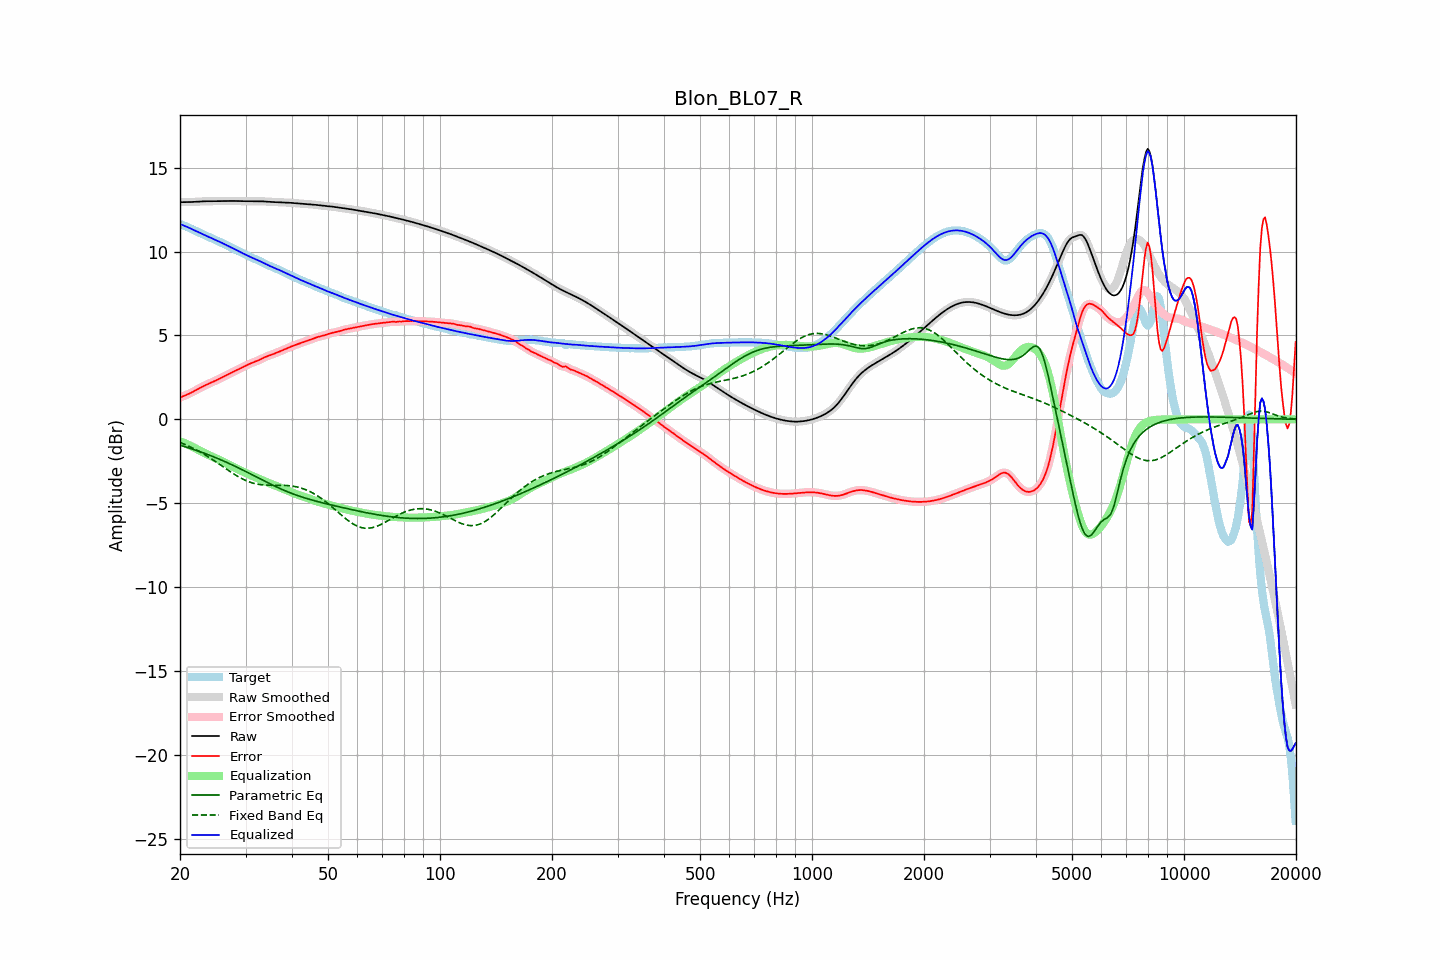 Blon_BL07_R
Amplitude (dBr)
15
10
5
0
−5
−10
−15
−20
−25
Target
Raw Smoothed
Error Smoothed
Raw
Error
Equalization
Parametric Eq
Fixed Band Eq
Equalized
20 50 100 200 500 1000 2000 5000 10000 20000
Frequency (Hz)